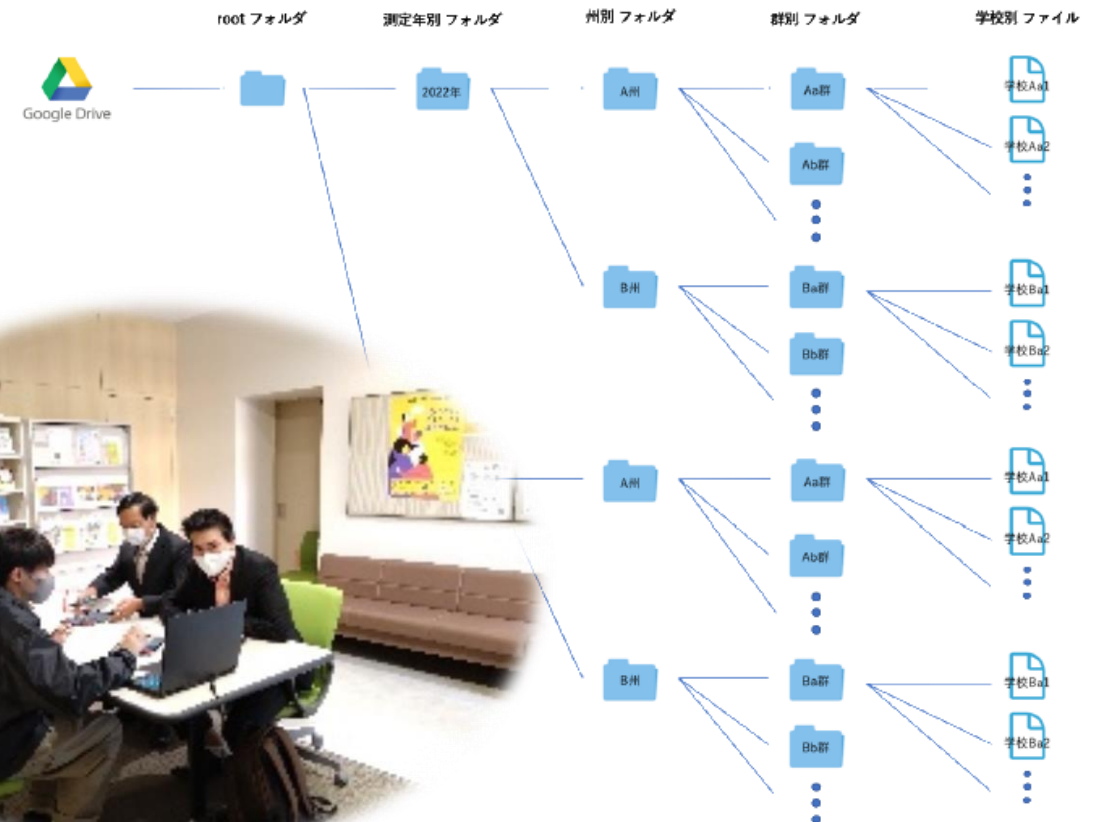 root フォルダ
測定年別 フォルダ
州別 フォルダ
群別 フォルダ
学校別 ファイル
Google Drive
2022年
A州
Aa群
学校Aa1
学校Aa2
Ab群
B州
Ba群
学校Ba1
Bb群
学校Ba2
A州
Aa群
学校Aa1
学校Aa2
Ab群
B州
Ba群
学校Ba1
Bb群
学校Ba2